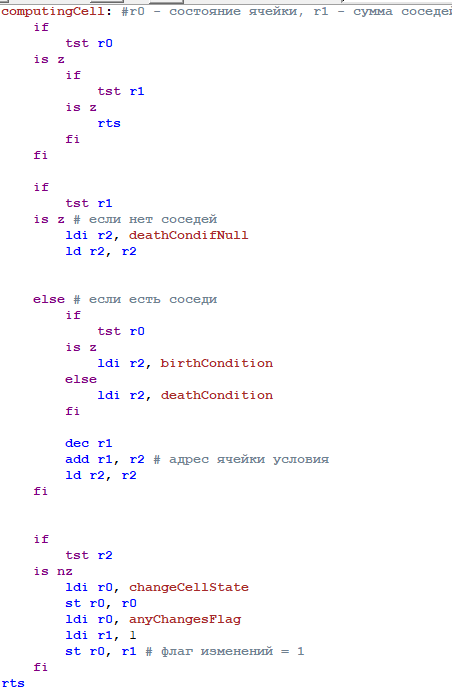 computingCell: #r0 - состояние ячейки, r1 - сумма соседей
if
tst r0
is z
if
tst r1
is z
rts
fi
fi
if
tst r1
is z # если нет соседей
ldi r2, deathCondifNull
ld r2, r2
else # если есть соседи
if
tst r0
is z
ldi r2, birthCondition
else
ldi r2, deathCondition
fi
dec r1
add r1, r2 # адрес ячейки условия
ld r2, r2
fi
if
tst r2
is nz
ldi r0, changeCellState
st r0, r0
ldi r0, anyChangesFlag
ldi r1, 1
st r0, r1 # флаг изменений = 1
fi
rts